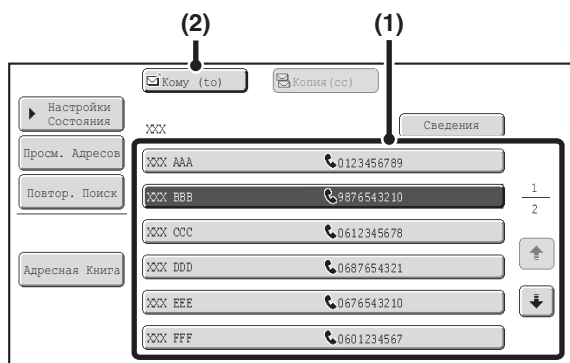 (2) (1)
Кому (to) Копия(cc)
Настройки
Состояния
XXX Сведения
Просм. Адресов
XXX AAA 0123456789
Повтор. Поиск
XXX BBB 9876543210
1
2
XXX CCC 0612345678
Адресная Книга
XXX DDD 0687654321
XXX EEE 0676543210
XXX FFF 0601234567